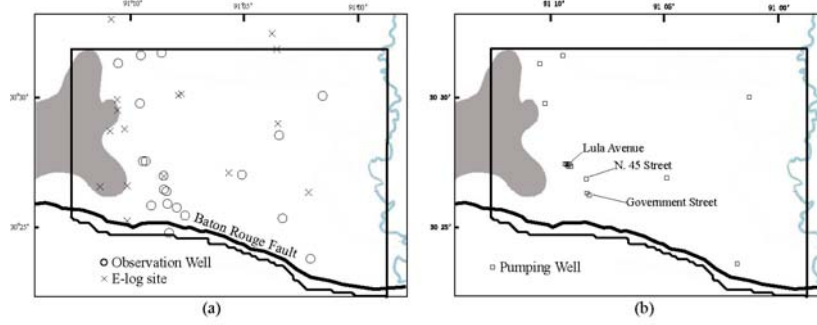 91°10' 91°05' 91°00'
91°10' 91°05' 91°00'
30°30'
30°25'
Baton Rouge Fault
Observation Well
E-log site
(a)
30°30'
30°25'
Lula Avenue
N. 45 Street
Government Street
Pumping Well
(b)